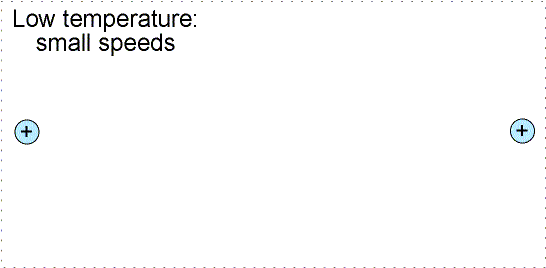 Low temperature:
small speeds
+ +